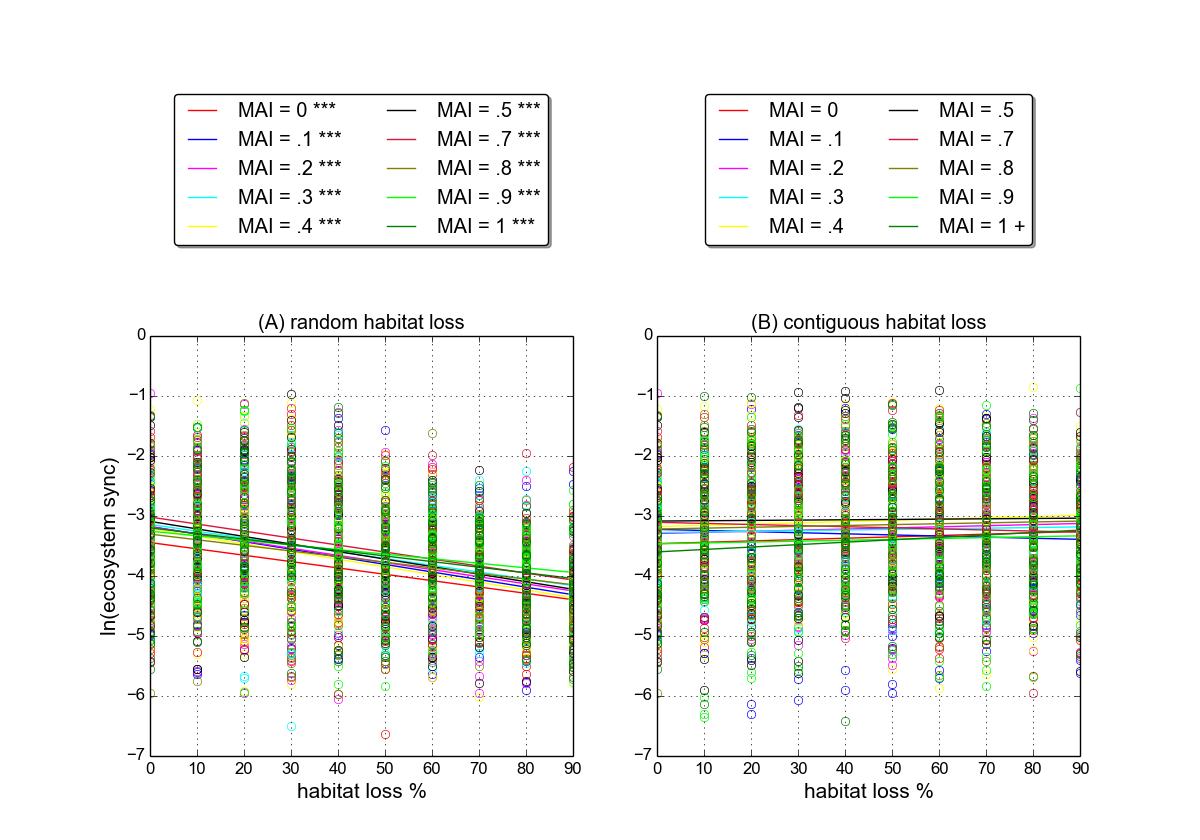 MAI = 0 ***
MAI = .5 ***
MAI = .1 ***
MAI = .7 ***
MAI = .2 ***
MAI = .8 ***
MAI = .3 ***
MAI = .9 ***
MAI = .4 ***
MAI = 1 ***
MAI = 0
MAI = .5
MAI = .1
MAI = .7
MAI = .2
MAI = .8
MAI = .3
MAI = .9
MAI = .4
MAI = 1 +
(A) random habitat loss
ln(ecosystem sync)
0
−1
−2
−3
−4
−5
−6
−7
0 10 20 30 40 50 60 70 80 90
habitat loss %
(B) contiguous habitat loss
0
−1
−2
−3
−4
−5
−6
−7
0 10 20 30 40 50 60 70 80 90
habitat loss %